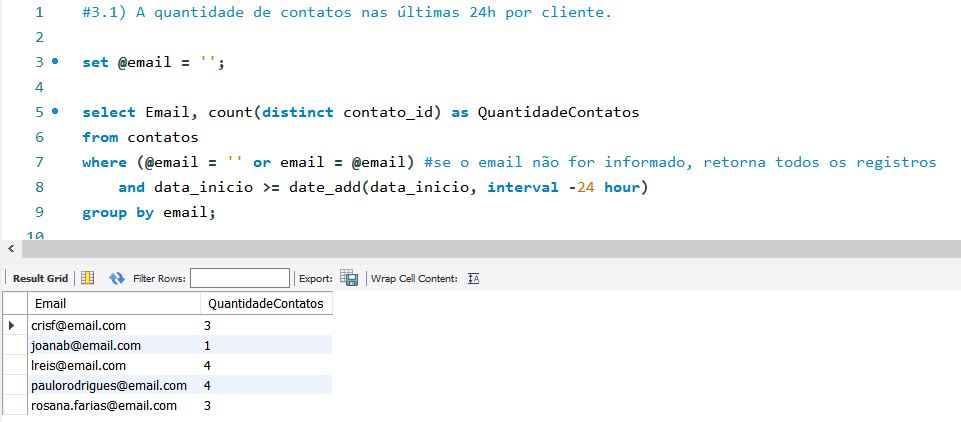 1 #3.1) A quantidade de contatos nas últimas 24h por cliente.
2
3 set @email = '';
4
5 select Email, count(distinct contato_id) as QuantidadeContatos
6 from contatos
7 where (@email = '' or email = @email) #se o email não for informado, retorna todos os registros
8 and data_inicio >= date_add(data_inicio, interval -24 hour)
9 group by email;
10
Result Grid Filter Rows: Export: Wrap Cell Content:
Email QuantidadeContatos
crisf@email.com 3
joanab@email.com 1
lreis@email.com 4
paulorodrigues@email.com 4
rosana.farias@email.com 3